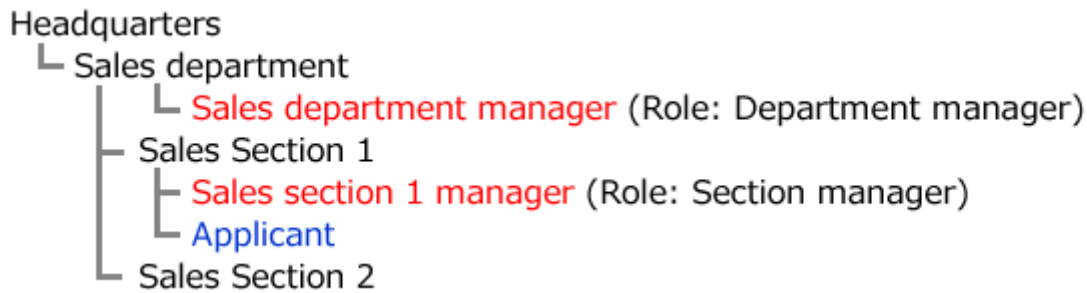 Headquarters
Sales department
Sales department manager (Role: Department manager)
Sales Section 1
Sales section 1 manager (Role: Section manager)
Applicant
Sales Section 2